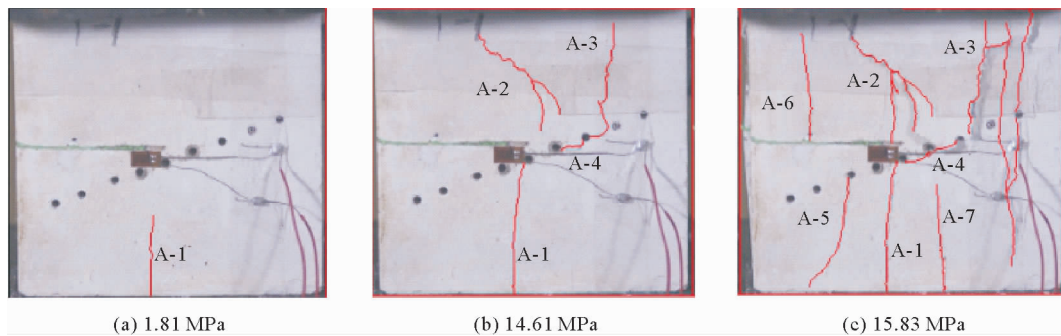 A-1
(a) 1.81 MPa
A-3
A-2
A-4
A-1
(b) 14.61 MPa
A-3
A-2
A-6
A-4
A-5
A-7
A-1
(c) 15.83 MPa